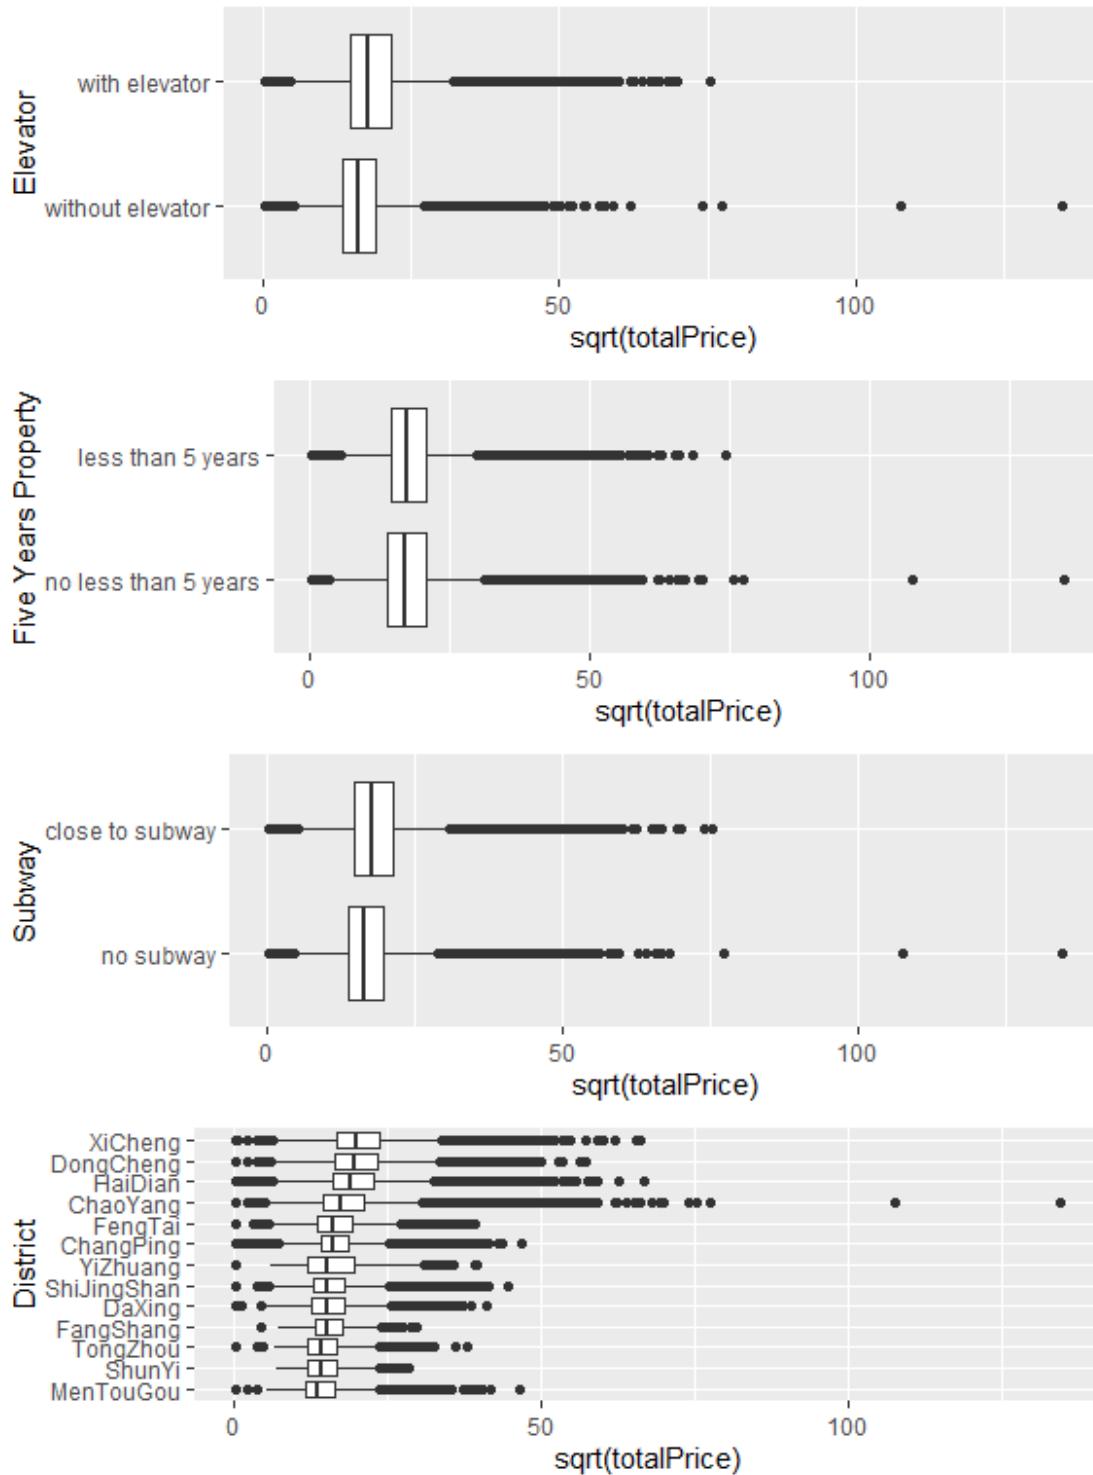 Elevator
with elevator
without elevator
0 50 100
sqrt(totalPrice)
Five Years Property
less than 5 years
no less than 5 years
0 50 100
sqrt(totalPrice)
Subway
close to subway
no subway
0 50 100
sqrt(totalPrice)
District
XiCheng
DongCheng
HaiDian
ChaoYang
FengTai
ChangPing
YiZhuang
ShiJingShan
DaXing
FangShang
TongZhou
ShunYi
MenTouGou
0 50 100
sqrt(totalPrice)